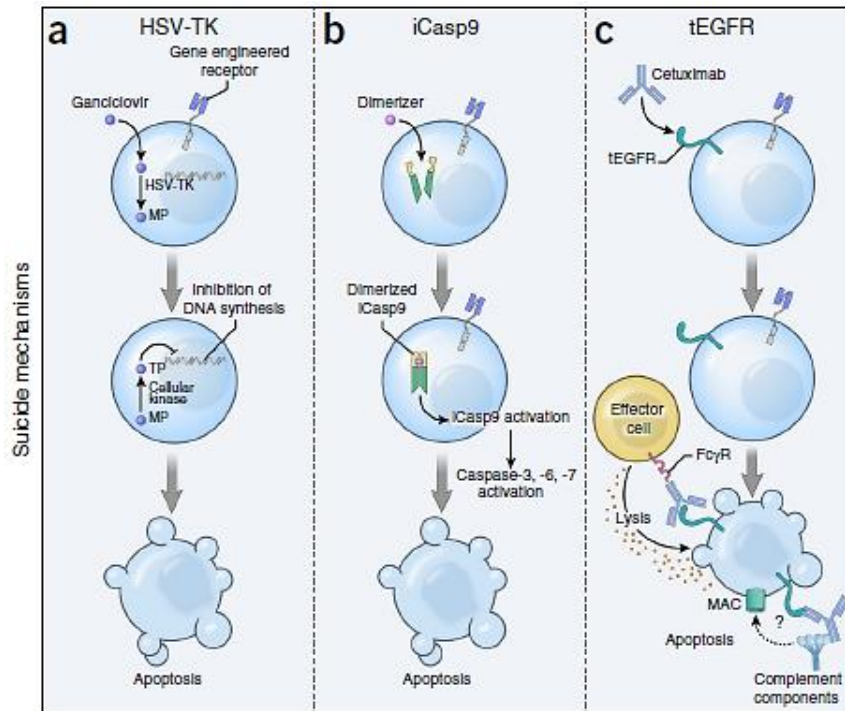 Suicide mechanisms
a
HSV-TK
Gene engineered
receptor
Ganciclovir
HSV-TK
MP
Inhibition of
DNA synthesis
TP
Cellular
kinase
MP
Apoptosis
b
iCasp9
Dimerizer
Dimerized
iCasp9
iCasp9 activation
Caspase-3, -6, -7
activation
Apoptosis
c
tEGFR
Cetuximab
tEGFR
Effector
cell
FcγR
Lysis
MAC
?
Apoptosis
Complement
components